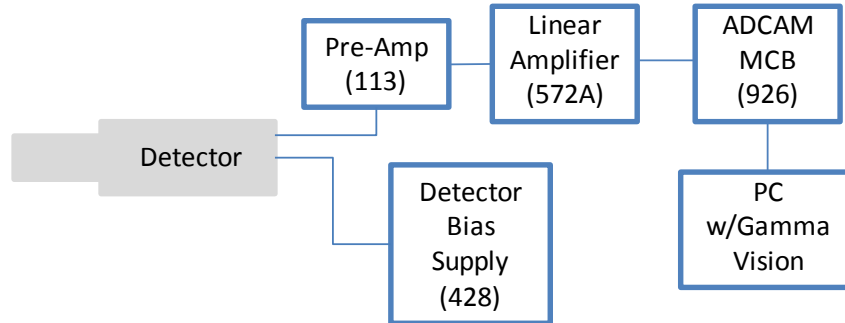 Pre-Amp
(113)
Linear
Amplifier
(572A)
ADCAM
MCB
(926)
Detector
Detector
Bias
Supply
(428)
PC
w/Gamma
Vision